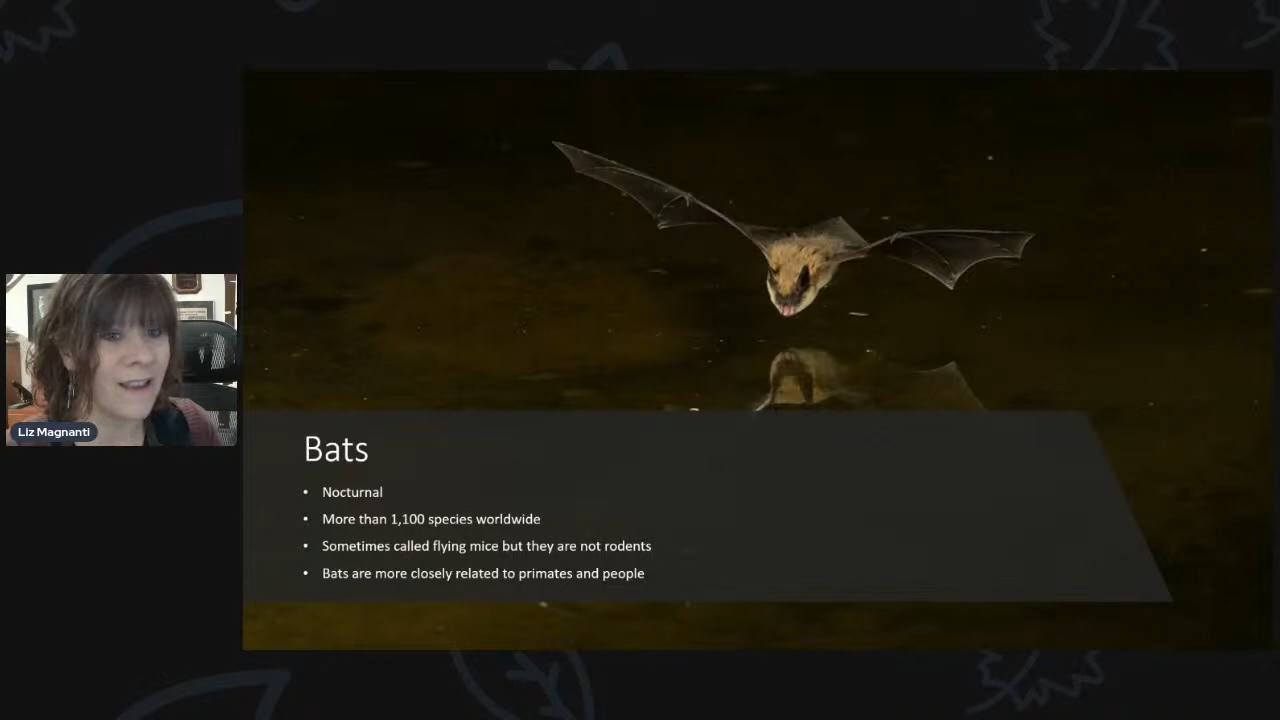 Liz Magnanti
Bats
• Nocturnal
• More than 1,100 species worldwide
• Sometimes called flying mice but they are not rodents
• Bats are more closely related to primates and people